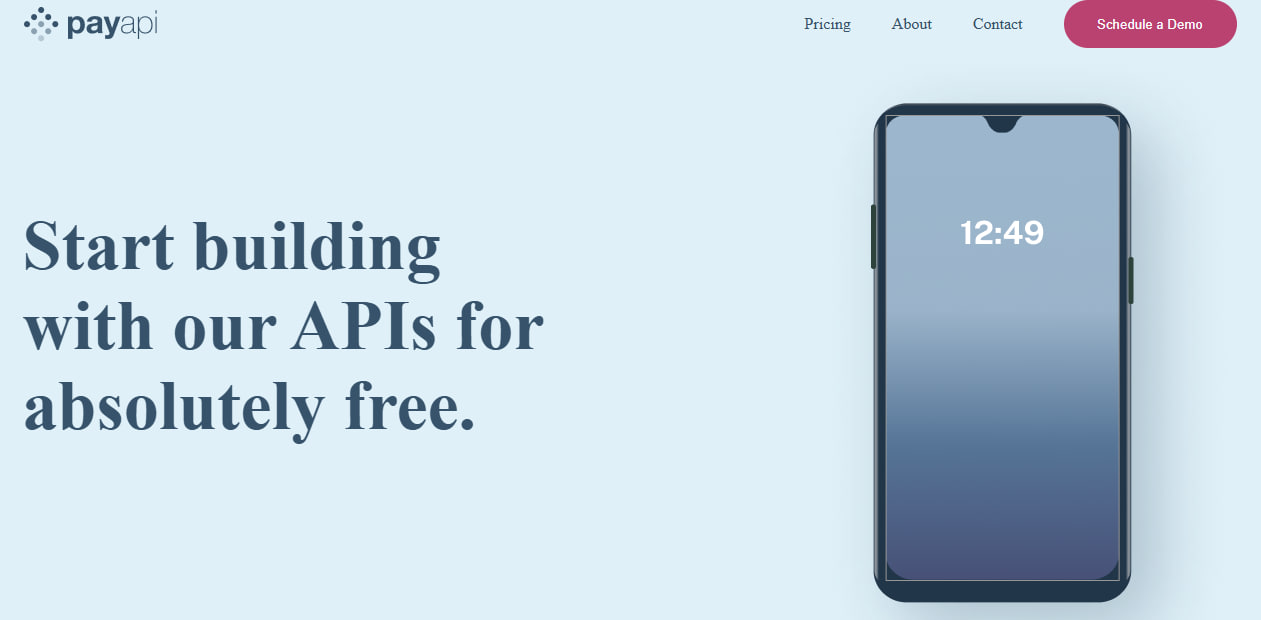 payapi
Pricing About Contact Schedule a Demo
12:49
Start building
with our APIs for
absolutely free.